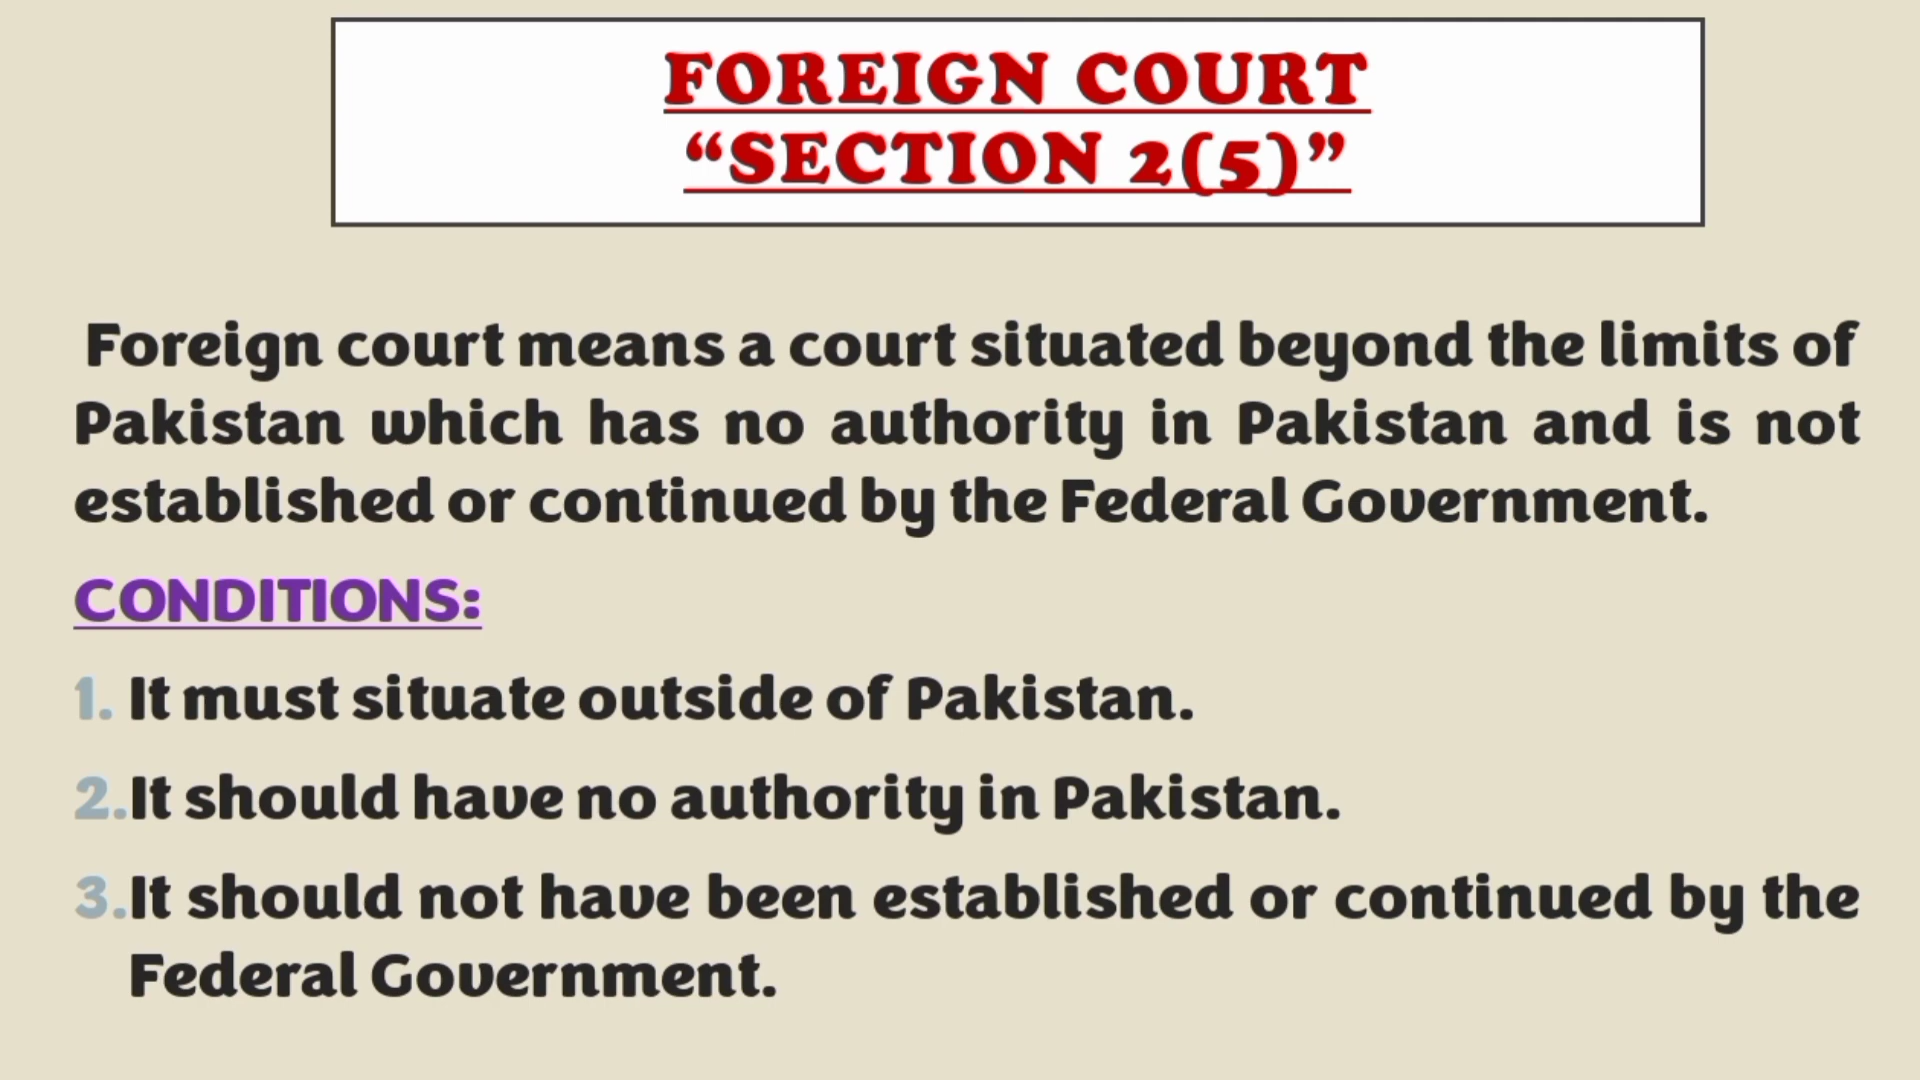 FOREIGN COURT
“SECTION 2(5)”
Foreign court means a court situated beyond the limits of
Pakistan which has no authority in Pakistan and is not
established or continued by the Federal Government.
CONDITIONS:
1. It must situate outside of Pakistan.
2. It should have no authority in Pakistan.
3. It should not have been established or continued by the
Federal Government.